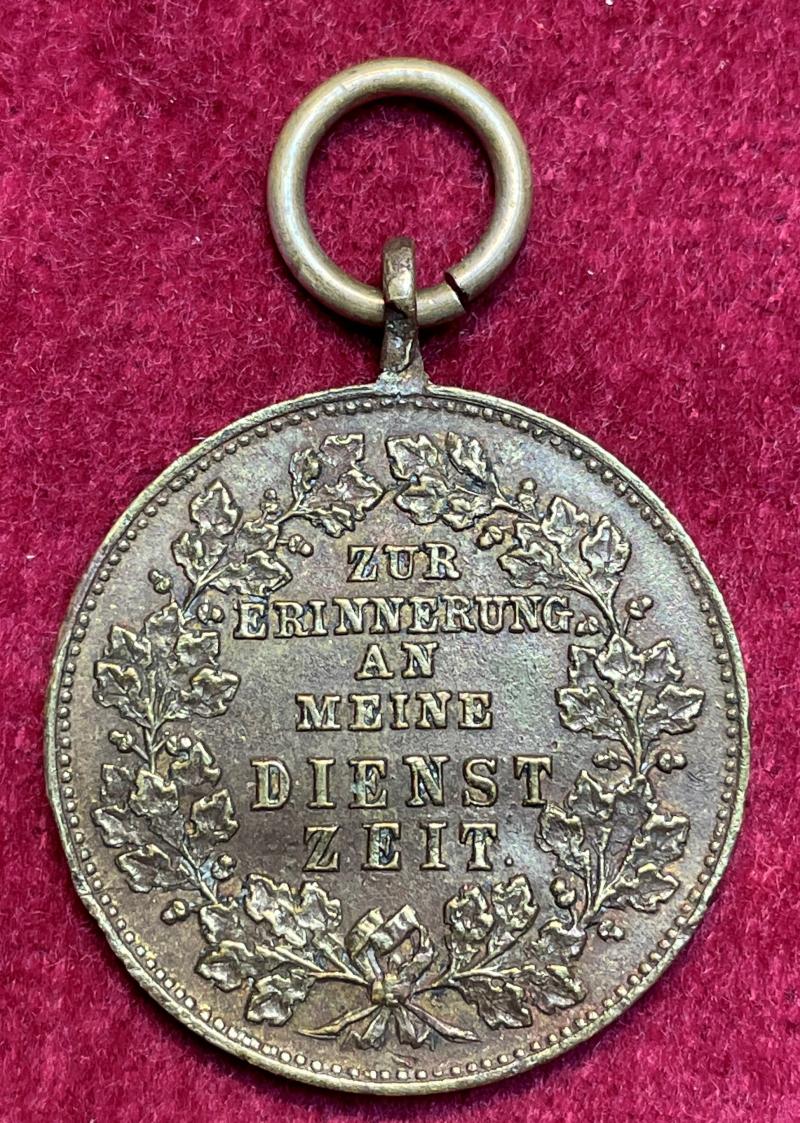 ZUR
ERINNERUNG
AN
MEINE
DIENST
ZEIT.